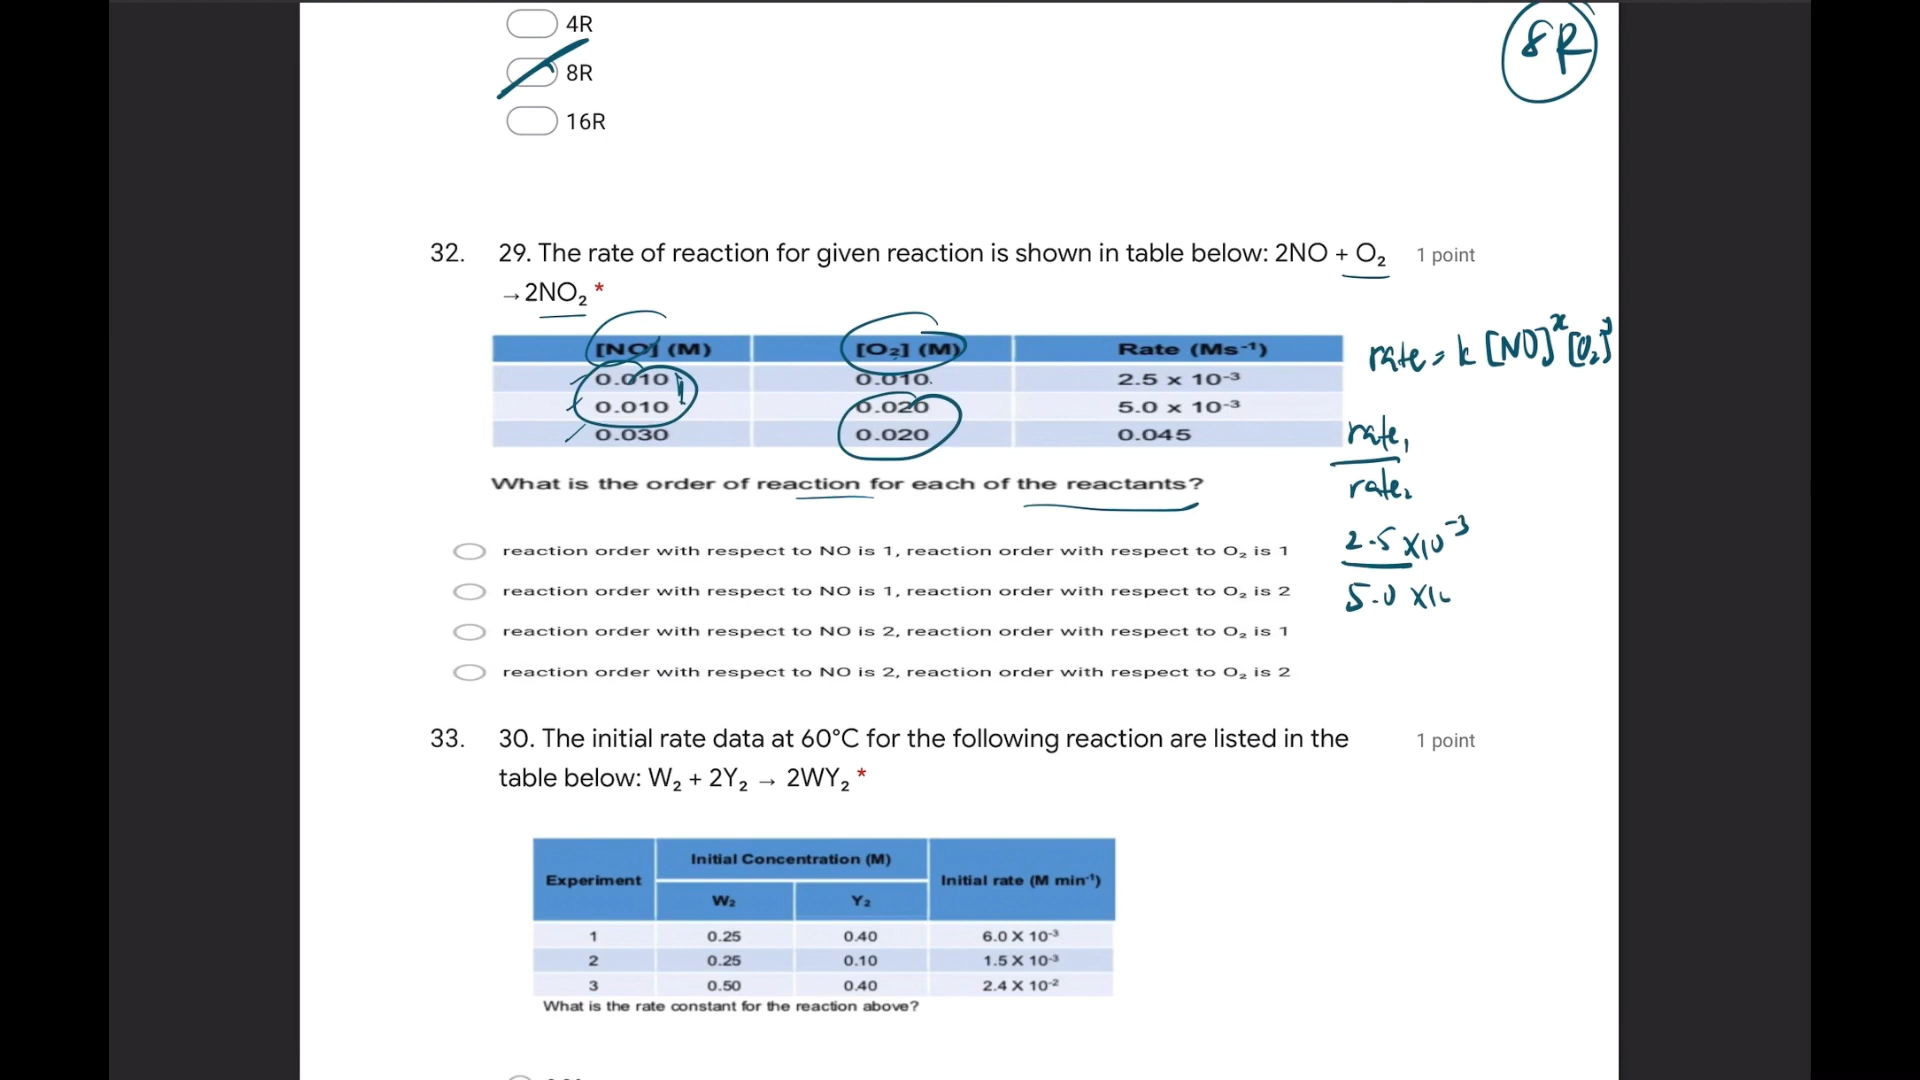 4R
8R
8R
16R
32. 29. The rate of reaction for given reaction is shown in table below: 2NO + O₂ 1 point
→2NO₂ *
[NO] (M) [O₂] (M) Rate (Ms⁻¹)
0.010 0.010 2.5 x 10⁻³
0.010 0.020 5.0 x 10⁻³
0.030 0.020 0.045
rate = k [NO]ˣ [O₂]ʸ
rate₁
rate₂
2.5 x10⁻³
5.0 x10
What is the order of reaction for each of the reactants?
reaction order with respect to NO is 1, reaction order with respect to O₂ is 1
reaction order with respect to NO is 1, reaction order with respect to O₂ is 2
reaction order with respect to NO is 2, reaction order with respect to O₂ is 1
reaction order with respect to NO is 2, reaction order with respect to O₂ is 2
33. 30. The initial rate data at 60°C for the following reaction are listed in the 1 point
table below: W₂ + 2Y₂ → 2WY₂ *
Experiment Initial Concentration (M) Initial rate (M min⁻¹)
W₂ Y₂
1 0.25 0.40 6.0 X 10⁻³
2 0.25 0.10 1.5 X 10⁻³
3 0.50 0.40 2.4 X 10⁻²
What is the rate constant for the reaction above?